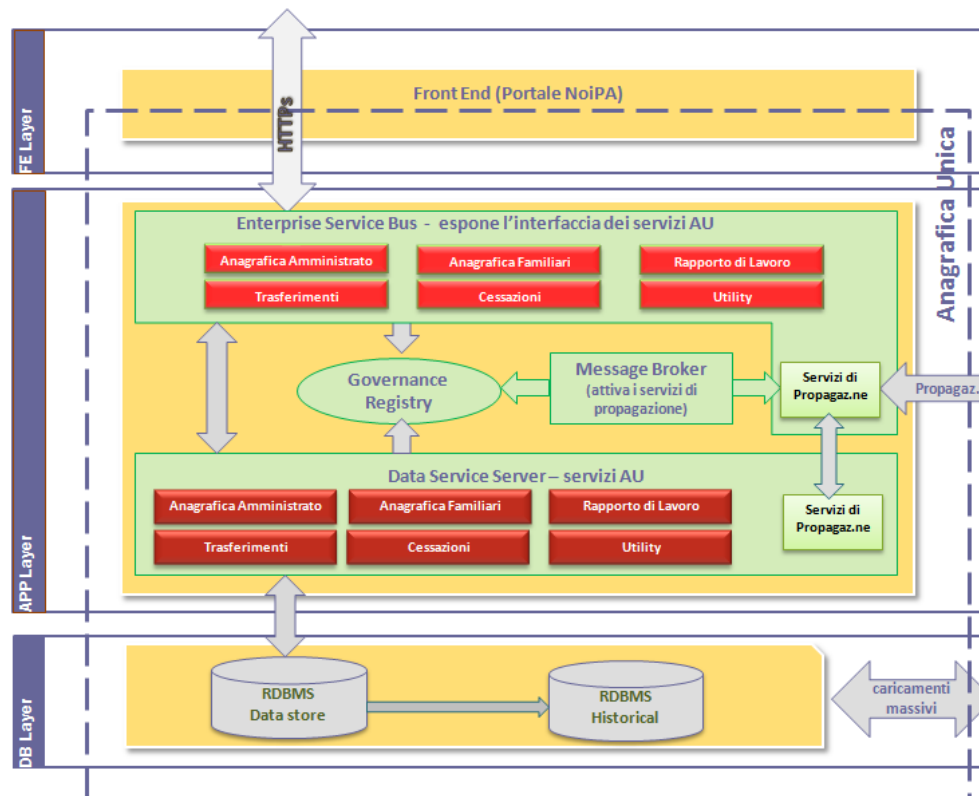 FE Layer
Front End (Portale NoiPA)
HTTPs
Anagrafica Unica
APP Layer
Enterprise Service Bus - espone l'interfaccia dei servizi AU
Anagrafica Amministrato
Anagrafica Familiari
Rapporto di Lavoro
Trasferimenti
Cessazioni
Utility
Governance
Registry
Message Broker
(attiva i servizi di
propagazione)
Servizi di
Propagaz.ne
Propagaz.
Data Service Server – servizi AU
Anagrafica Amministrato
Anagrafica Familiari
Rapporto di Lavoro
Trasferimenti
Cessazioni
Utility
Servizi di
Propagaz.ne
DB Layer
RDBMS
Data store
RDBMS
Historical
caricamenti
massivi